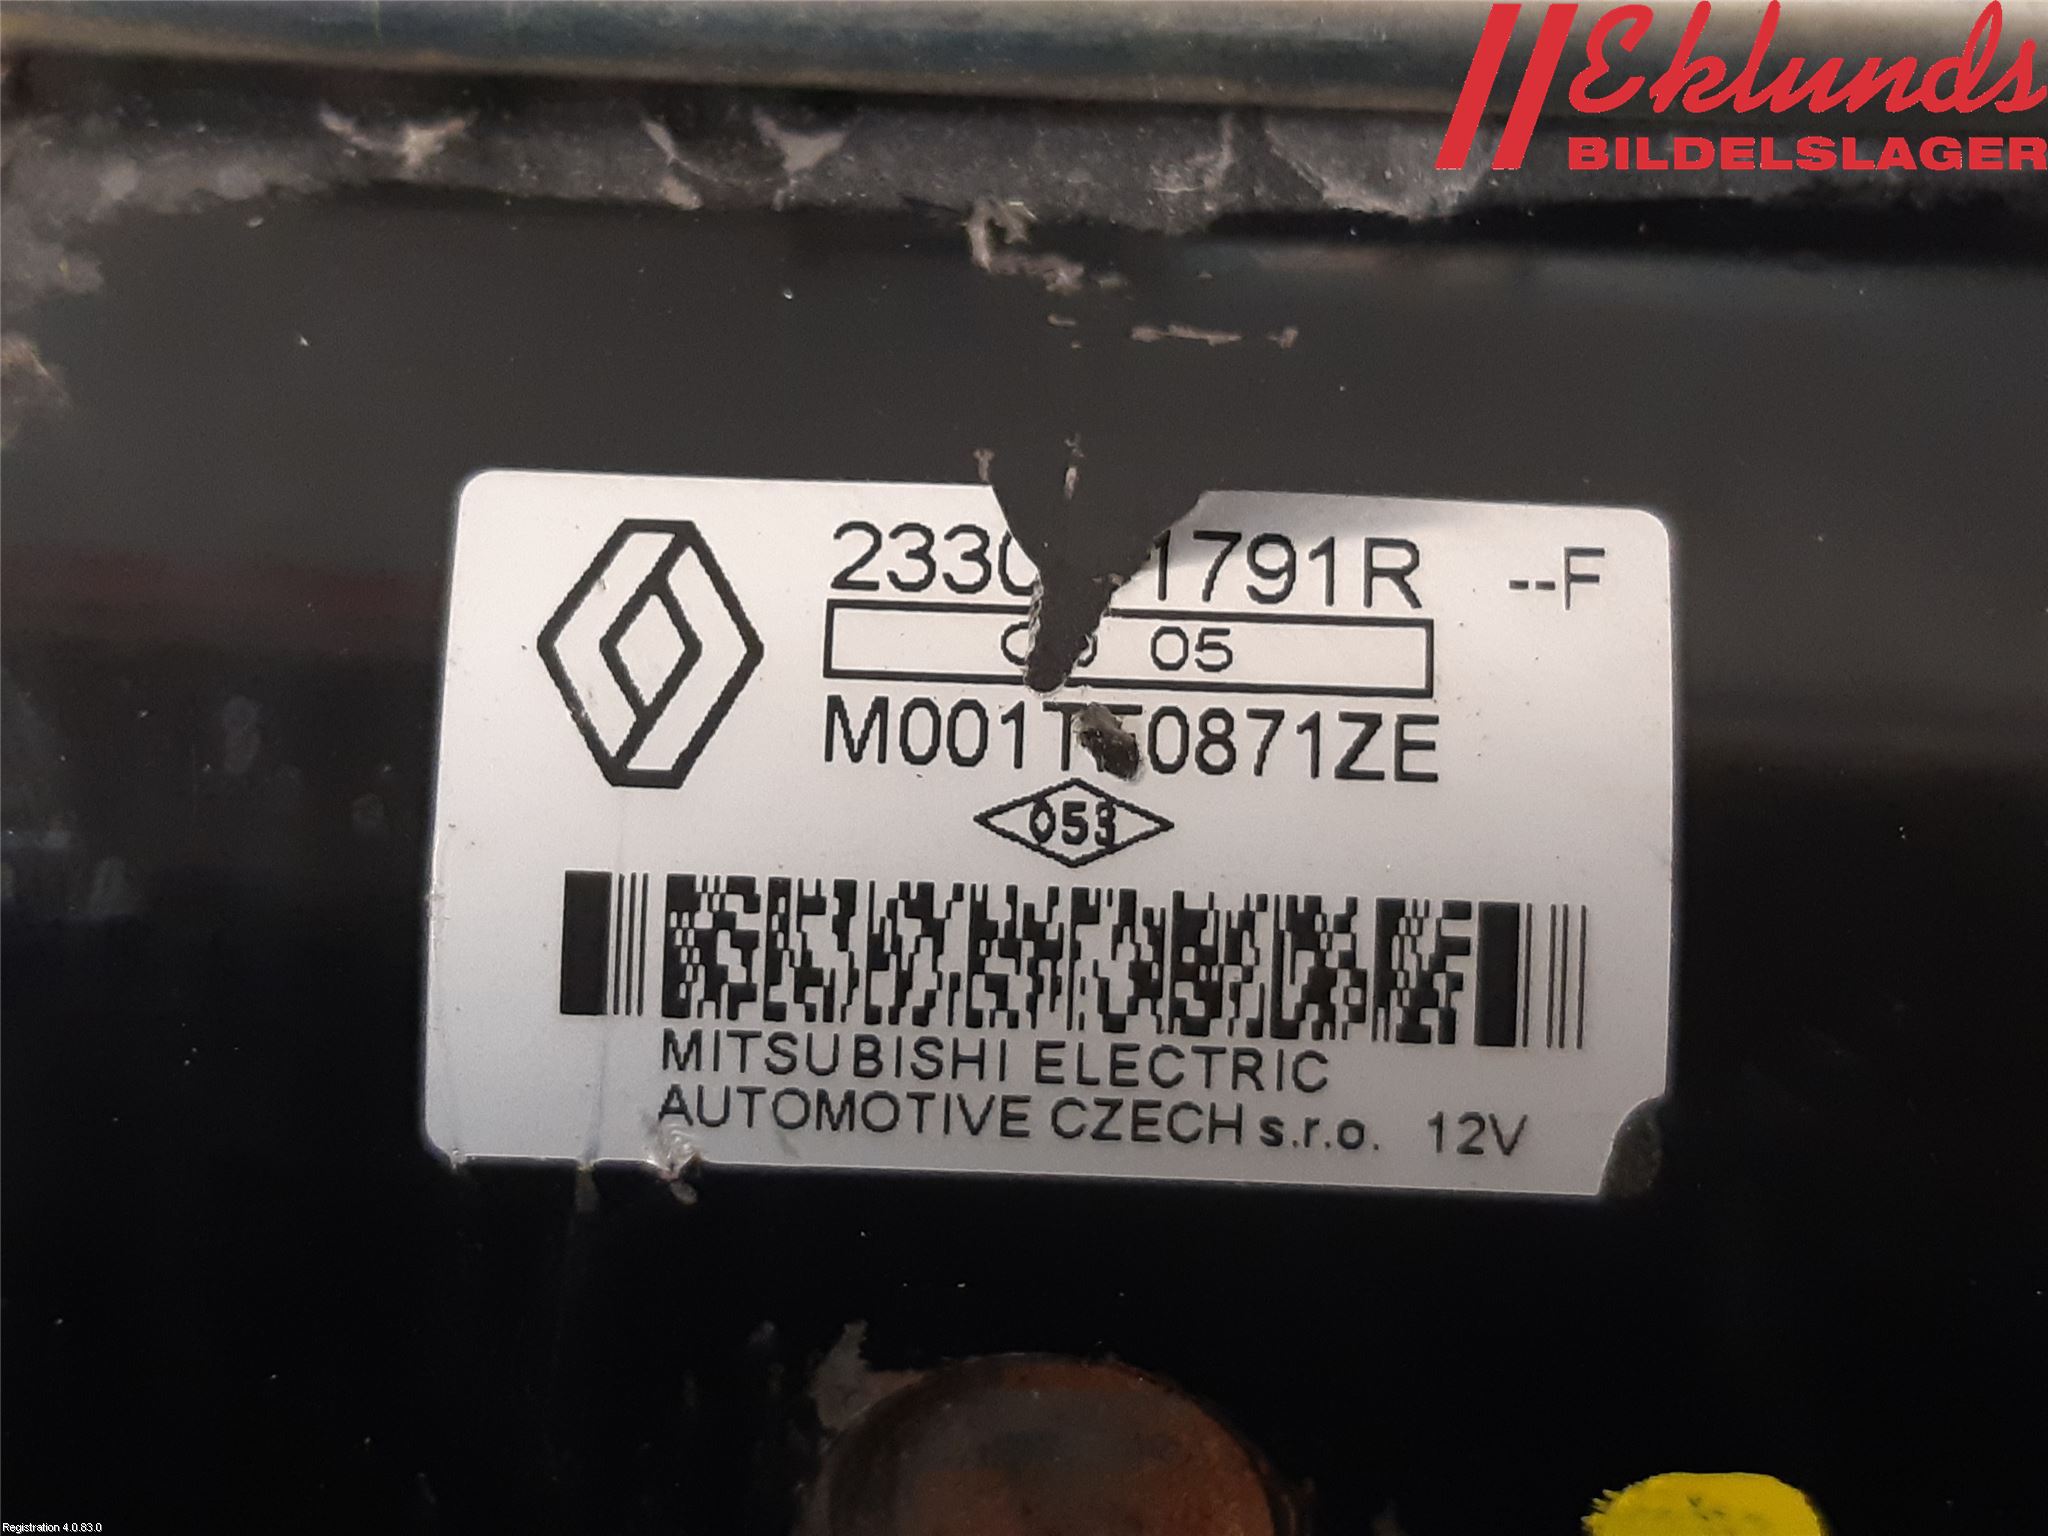 Eklunds
BILDELSLAGER
--F
05
053
MITSUBISHI ELECTRIC
AUTOMOTIVE CZECH s.r.o. 12V
Registration 4.0.83.0